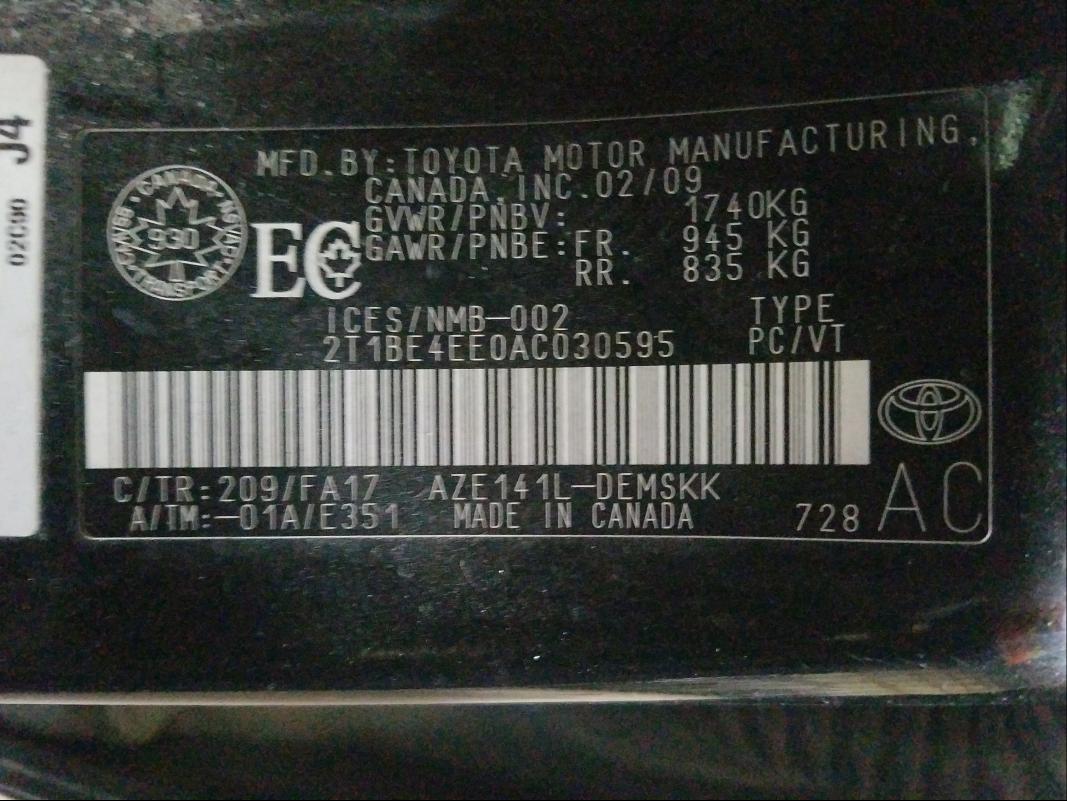 J4
02C90
MFD.BY:TOYOTA MOTOR MANUFACTURING,
CANADA,INC.02/09
GVWR/PNBV: 1740KG
GAWR/PNBE:FR. 945 KG
RR. 835 KG
CANADA
930
TRANSPORT
EC
ICES/NMB-002
2T1BE4EE0AC030595
TYPE
PC/VT
C/TR:209/FA17 AZE141L-DEMSKK
A/TM:-01A/E351 MADE IN CANADA
728 AC